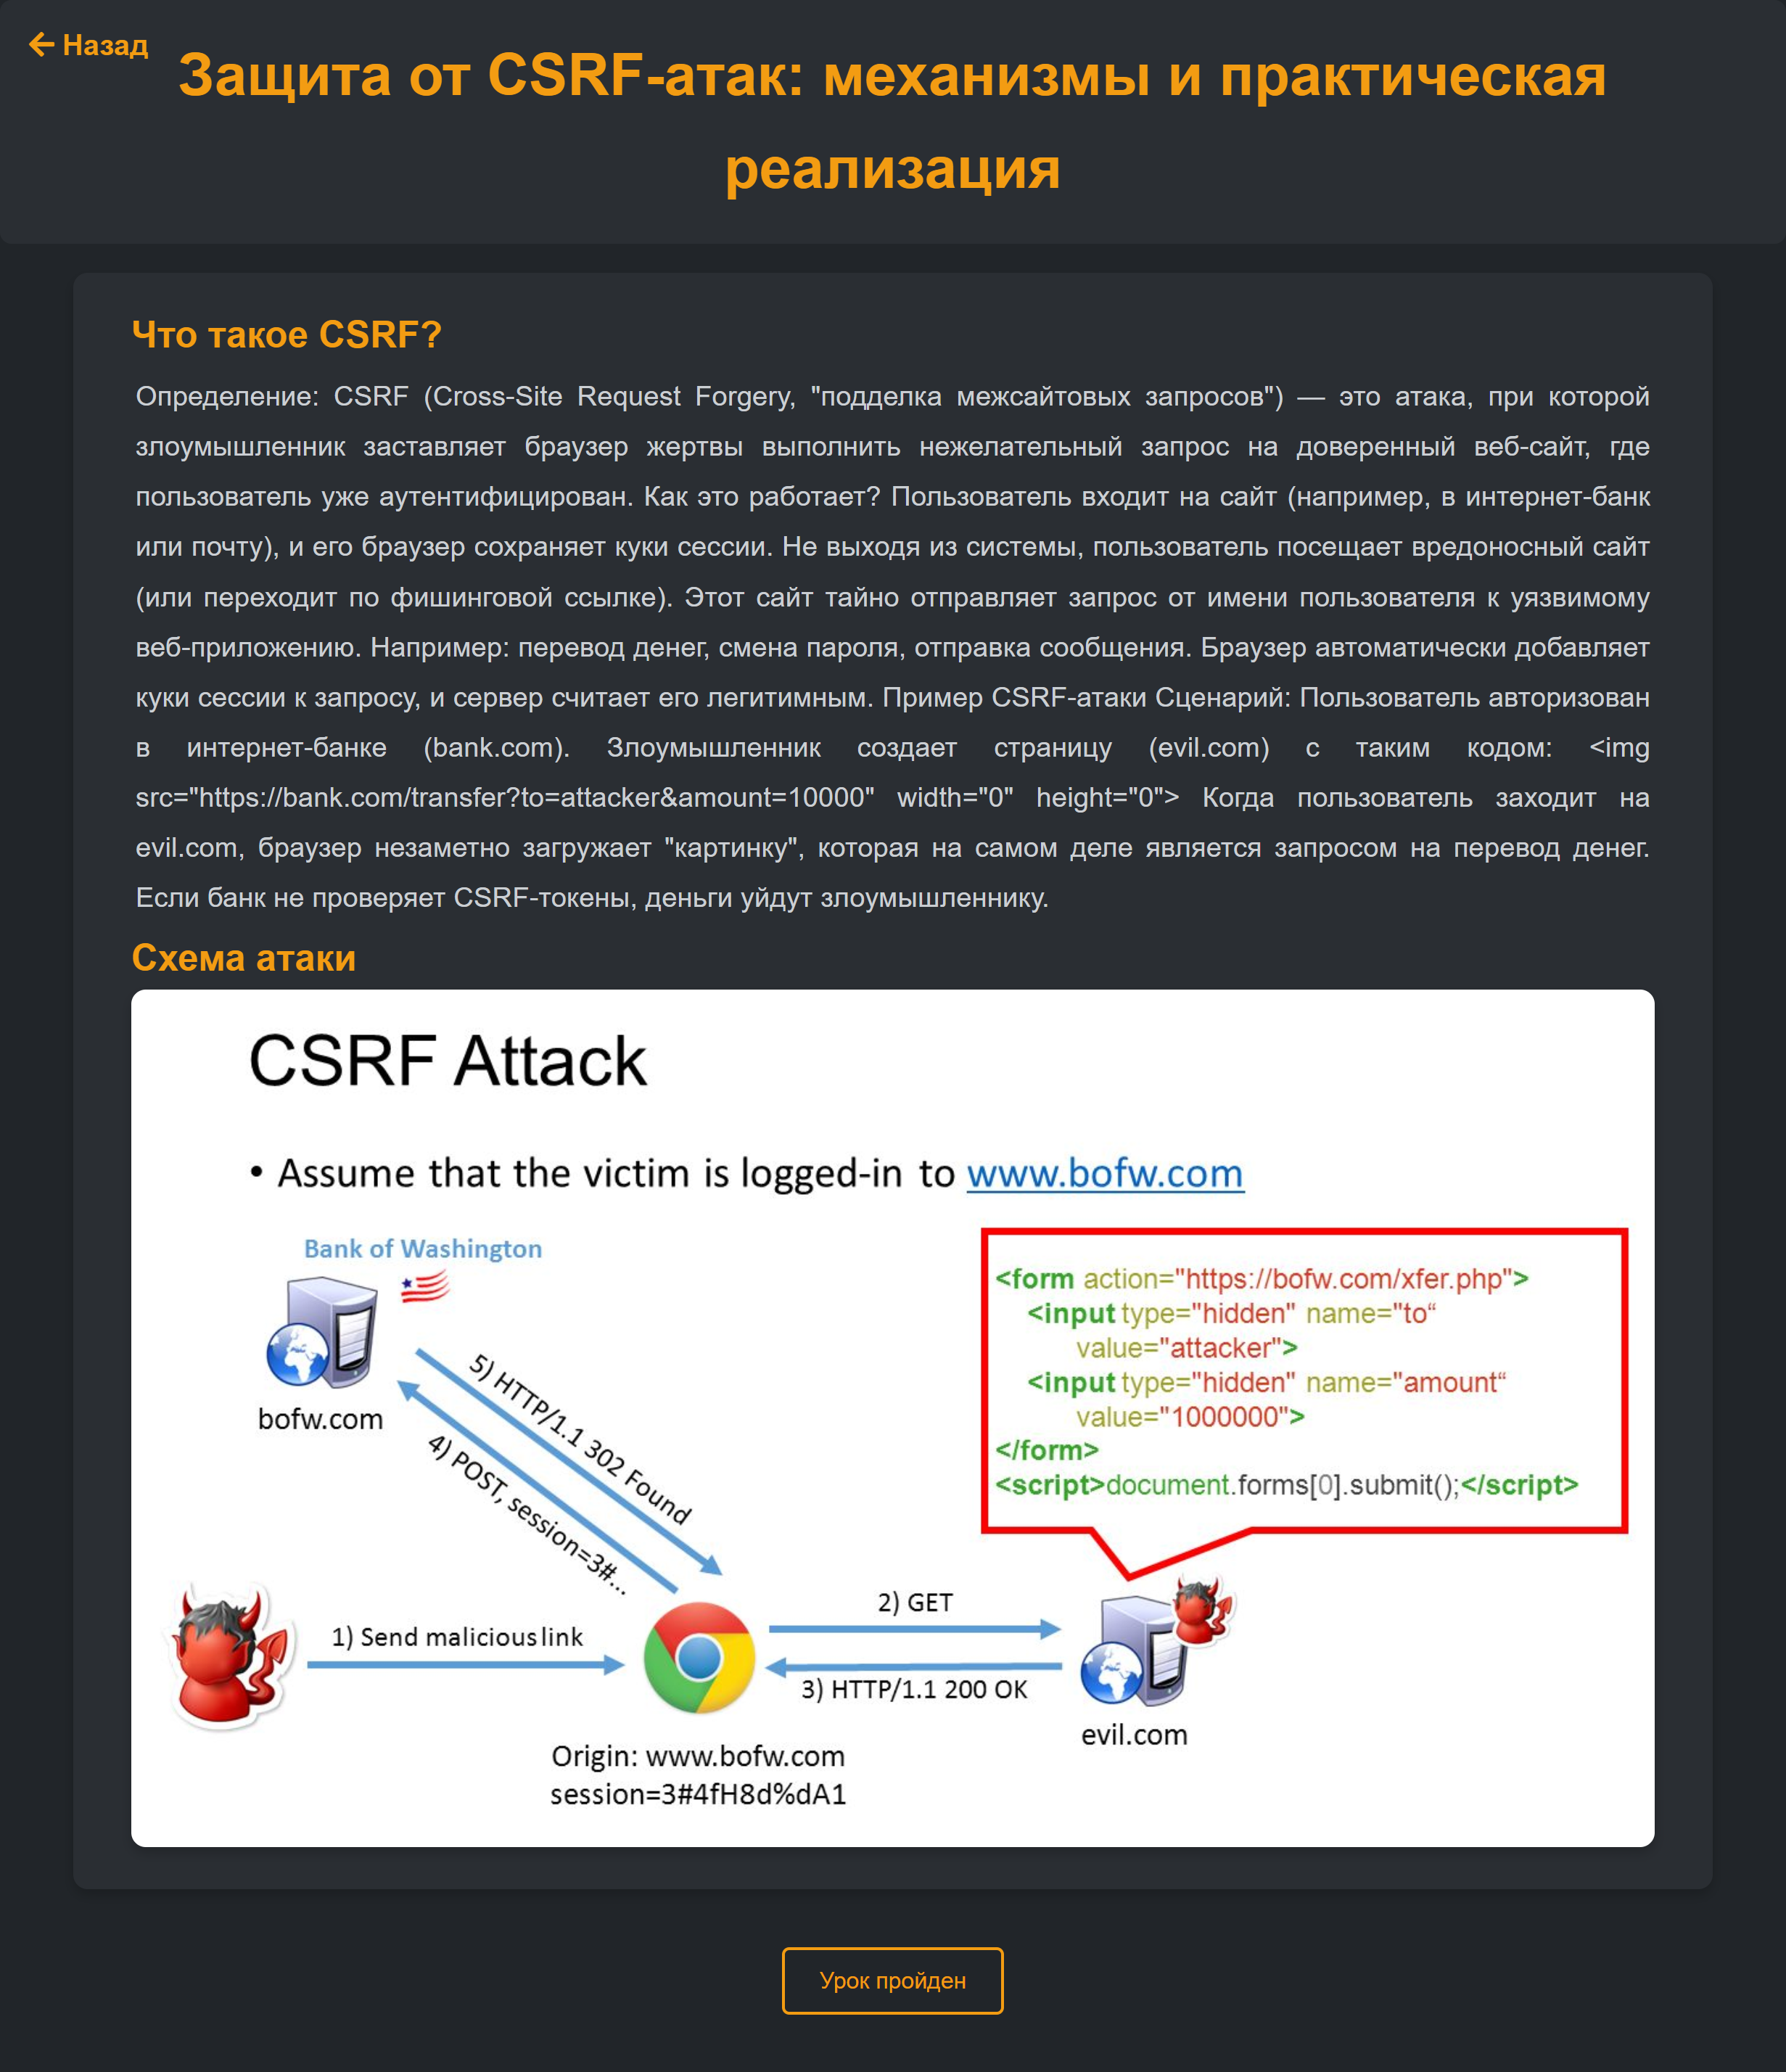 Назад
Защита от CSRF-атак: механизмы и практическая
реализация
Что такое CSRF?
Определение: CSRF (Cross-Site Request Forgery, "подделка межсайтовых запросов") — это атака, при которой
злоумышленник заставляет браузер жертвы выполнить нежелательный запрос на доверенный веб-сайт, где
пользователь уже аутентифицирован. Как это работает? Пользователь входит на сайт (например, в интернет-банк
или почту), и его браузер сохраняет куки сессии. Не выходя из системы, пользователь посещает вредоносный сайт
(или переходит по фишинговой ссылке). Этот сайт тайно отправляет запрос от имени пользователя к уязвимому
веб-приложению. Например: перевод денег, смена пароля, отправка сообщения. Браузер автоматически добавляет
куки сессии к запросу, и сервер считает его легитимным. Пример CSRF-атаки Сценарий: Пользователь авторизован
в интернет-банке (bank.com). Злоумышленник создает страницу (evil.com) с таким кодом: <img
src="https://bank.com/transfer?to=attacker&amount=10000" width="0" height="0"> Когда пользователь заходит на
evil.com, браузер незаметно загружает "картинку", которая на самом деле является запросом на перевод денег.
Если банк не проверяет CSRF-токены, деньги уйдут злоумышленнику.
Схема атаки
CSRF Attack
• Assume that the victim is logged-in to www.bofw.com
Bank of Washington
bofw.com
5) HTTP/1.1 302 Found
4) POST, session=3#...
<form action="https://bofw.com/xfer.php">
<input type="hidden" name="to“
value="attacker">
<input type="hidden" name="amount“
value="1000000">
</form>
<script>document.forms[0].submit();</script>
1) Send malicious link
2) GET
3) HTTP/1.1 200 OK
evil.com
Origin: www.bofw.com
session=3#4fH8d%dA1
Урок пройден